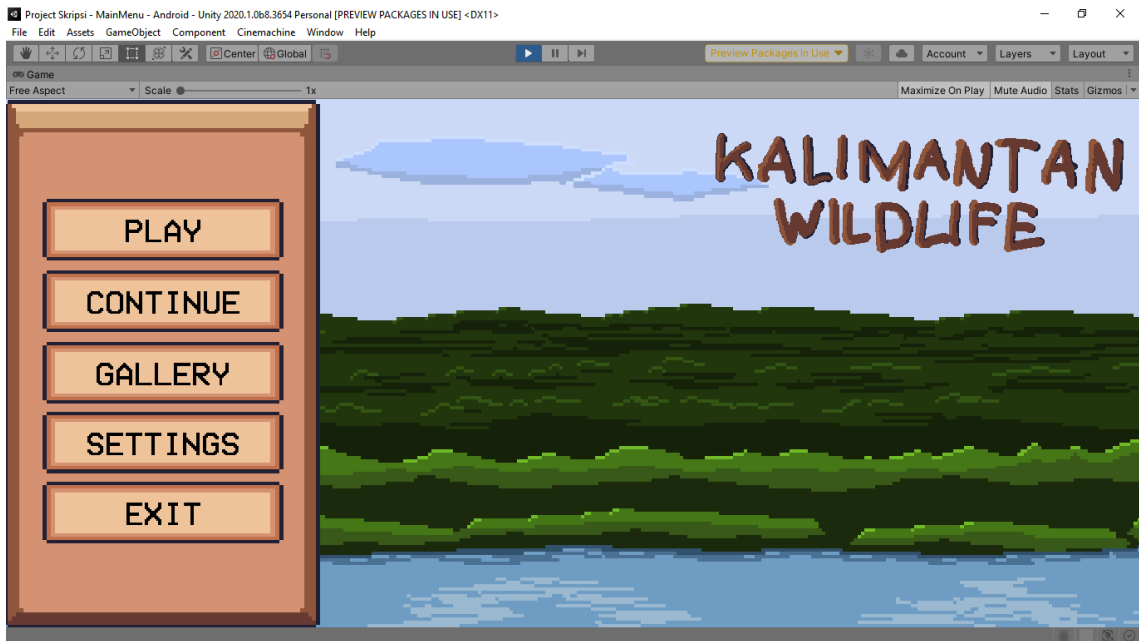 Project Skripsi - MainMenu - Android - Unity 2020.1.0b8.3654 Personal [PREVIEW PACKAGES IN USE] <DX11>
File Edit Assets GameObject Component Cinemachine Window Help
Center Global Preview Packages in Use Account Layers Layout
Game
Free Aspect Scale 1x Maximize On Play Mute Audio Stats Gizmos
KALIMANTAN
WILDLIFE
PLAY
CONTINUE
GALLERY
SETTINGS
EXIT